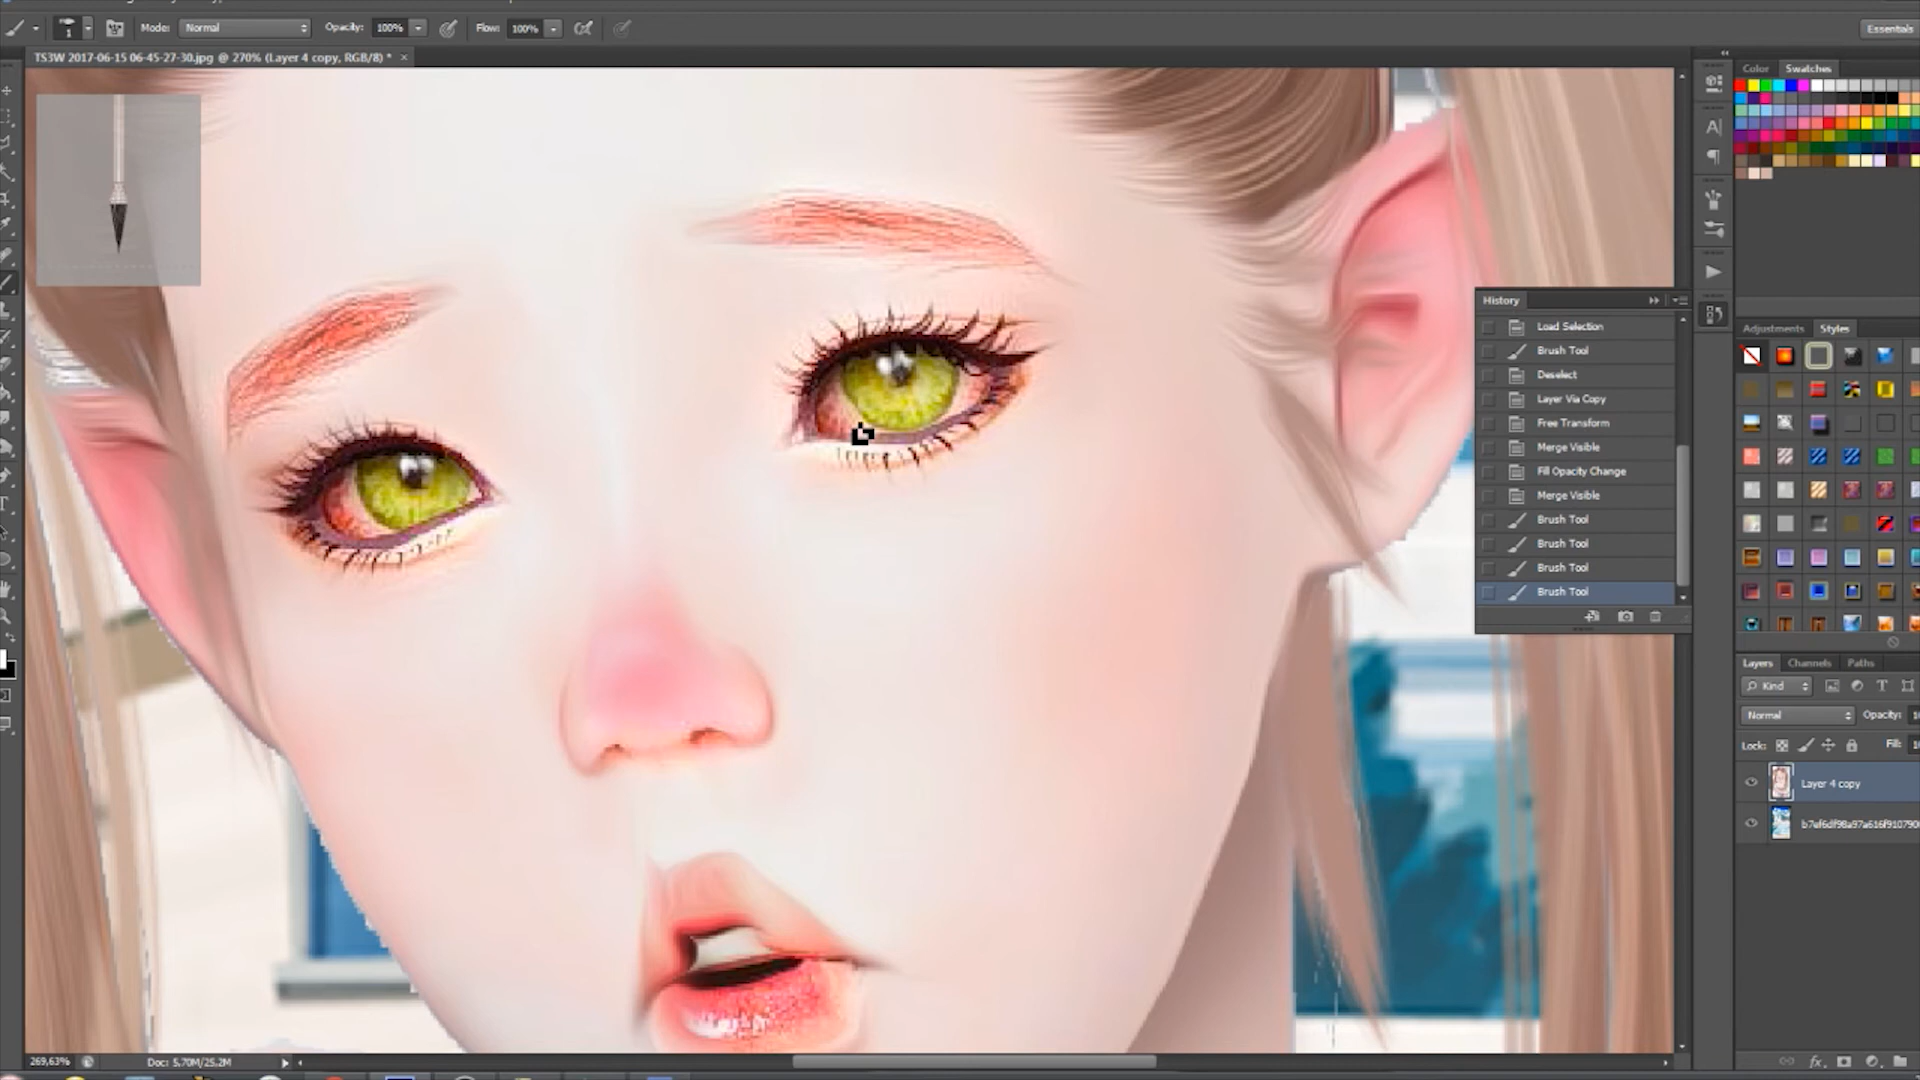 Mode: Normal Opacity: 100% Flow: 100% Essentials
1
TS3W 2017-06-15 06-45-27-30.jpg @ 270% (Layer 4 copy, RGB/8) * ×
Color Swatches
History
Load Selection
Brush Tool
Deselect
Layer Via Copy
Free Transform
Merge Visible
Fill Opacity Change
Merge Visible
Brush Tool
Brush Tool
Brush Tool
Brush Tool
Adjustments Styles
Layers Channels Paths
Kind
Normal Opacity:
Lock: Fill:
Layer 4 copy
269,63% Doc: 5,70M/25,2M